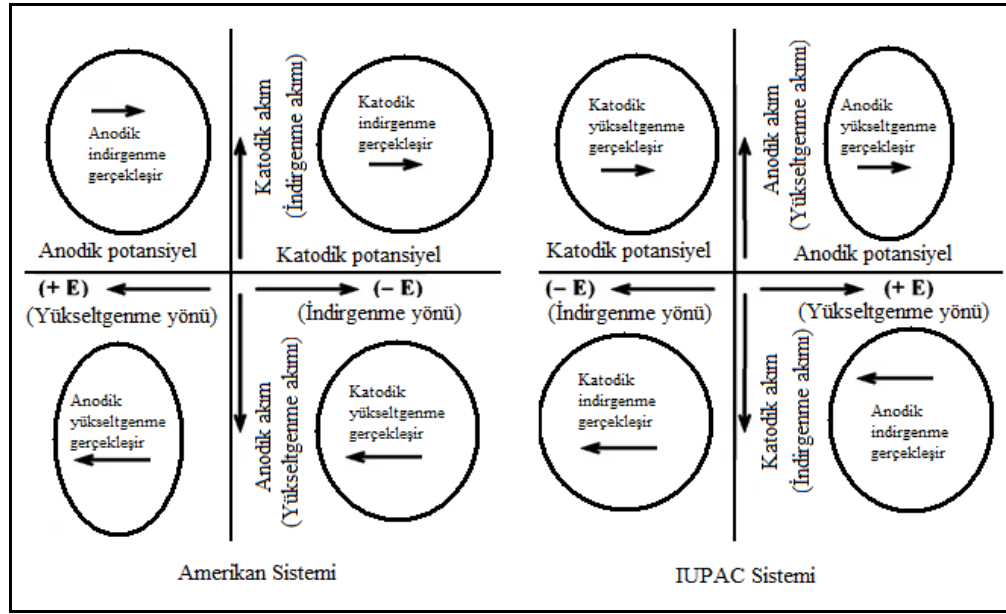 Anodik
indirgenme
gerçekleşir
Anodik potansiyel
Katodik akım
(İndirgenme akımı)
Katodik
indirgenme
gerçekleşir
Katodik potansiyel
(+ E)
(Yükseltgenme yönü)
(– E)
(İndirgenme yönü)
Anodik
yükseltgenme
gerçekleşir
Anodik akım
(Yükseltgenme akımı)
Katodik
yükseltgenme
gerçekleşir
Amerikan Sistemi
Katodik
yükseltgenme
gerçekleşir
Katodik potansiyel
Anodik akım
(Yükseltgenme akımı)
Anodik
yükseltgenme
gerçekleşir
Anodik potansiyel
(– E)
(İndirgenme yönü)
(+ E)
(Yükseltgenme yönü)
Katodik
indirgenme
gerçekleşir
Katodik akım
(İndirgenme akımı)
Anodik
indirgenme
gerçekleşir
IUPAC Sistemi